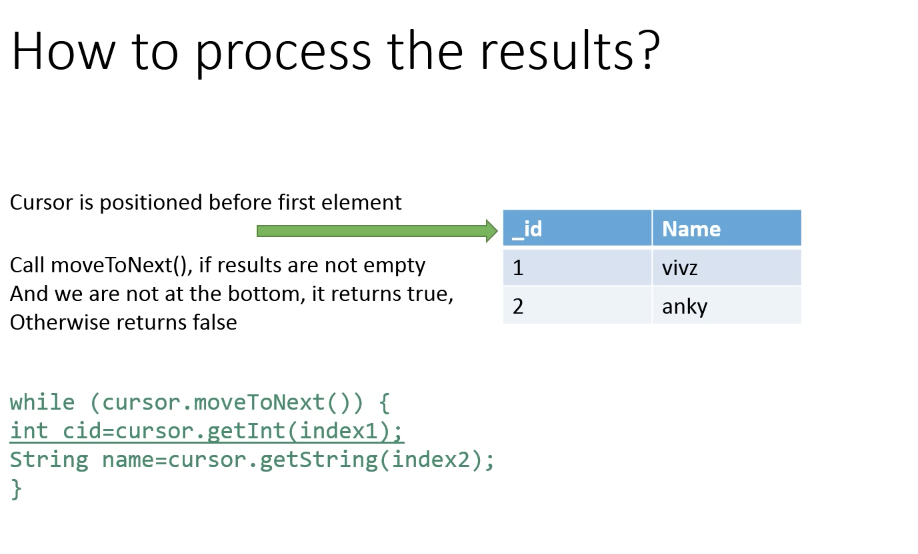 How to process the results?
Cursor is positioned before first element
Call moveToNext(), if results are not empty
And we are not at the bottom, it returns true,
Otherwise returns false
_id Name
1 vivz
2 anky
while (cursor.moveToNext()) {
int cid=cursor.getInt(index1);
String name=cursor.getString(index2);
}